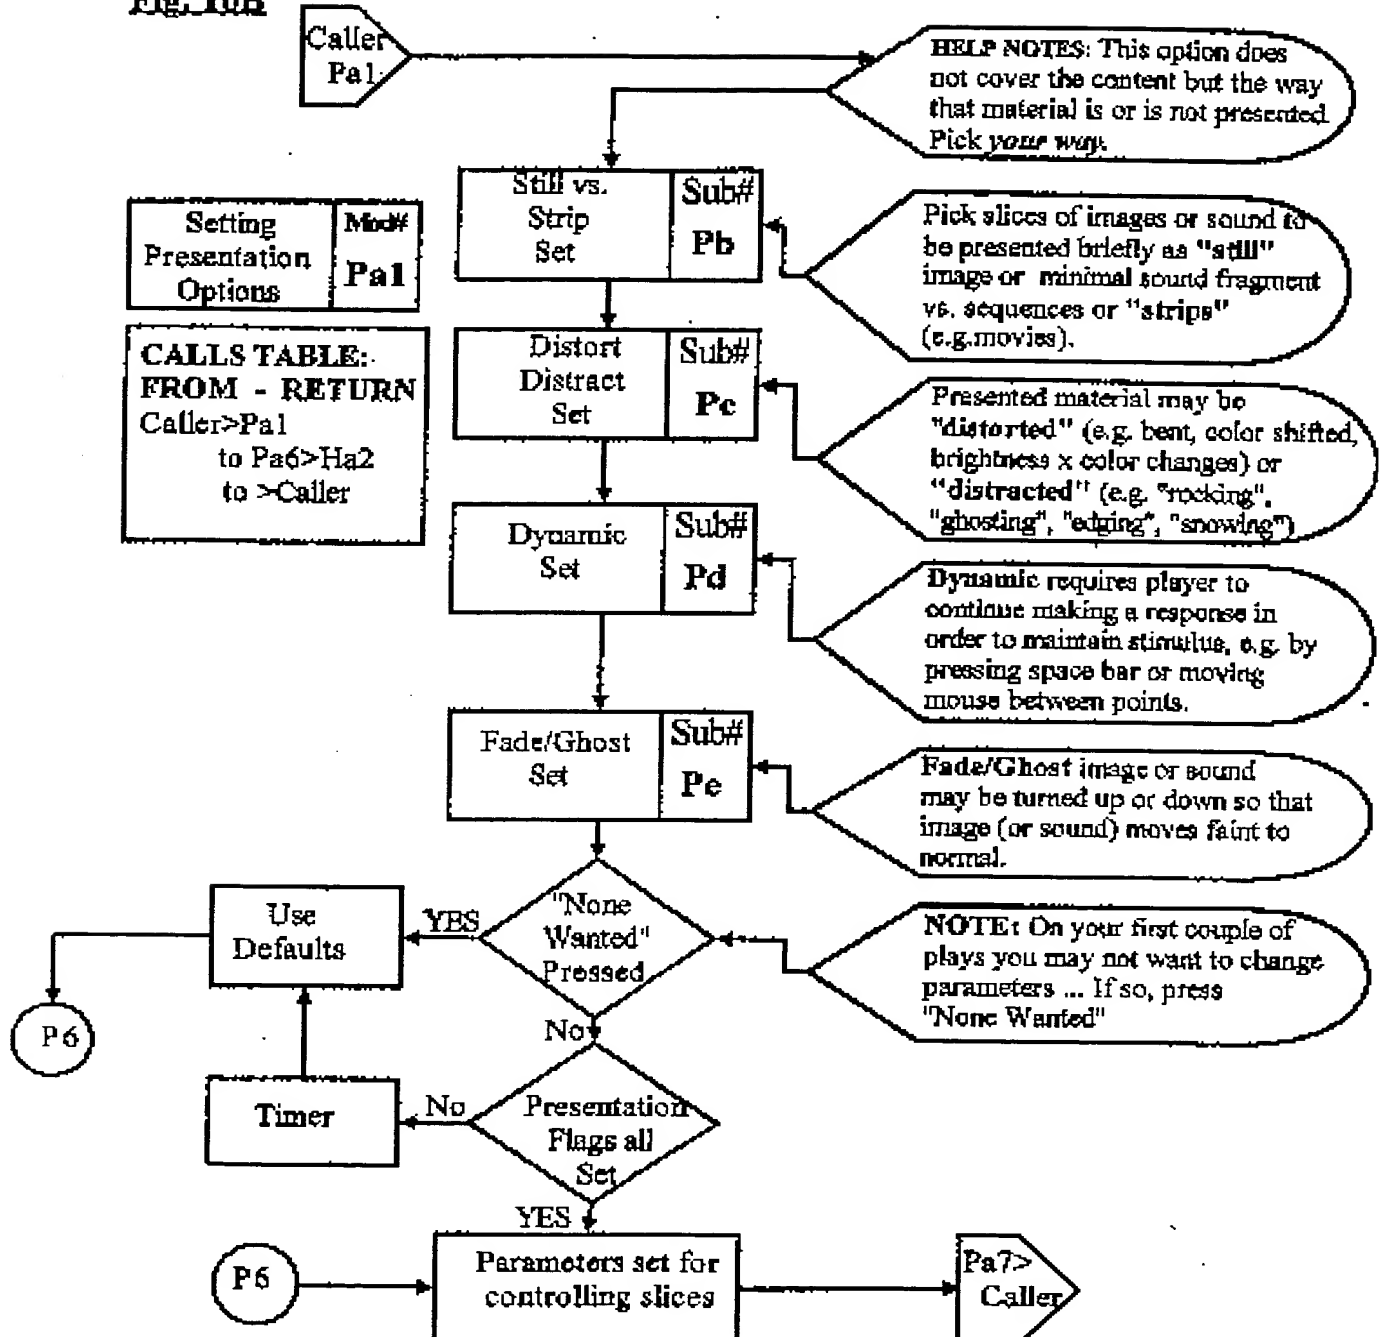 Caller
Pa1
HELP NOTES: This option does
not cover the content but the way
that material is or is not presented
Pick your way.
Setting
Presentation
Options
Mod#
Pa1
CALLS TABLE:
FROM - RETURN
Caller>Pa1
to Pa6>Ha2
to >Caller
Still vs.
Strip
Set
Sub#
Pb
Pick slices of images or sound to
be presented briefly as "still"
image or minimal sound fragment
vs. sequences or "strips"
(e.g.movies).
Distort
Distract
Set
Sub#
Pc
Presented material may be
"distorted" (e.g. bent, color shifted,
brightness x color changes) or
"distracted" (e.g. "rocking",
"ghosting", "edging", "snowing")
Dynamic
Set
Sub#
Pd
Dynamic requires player to
continue making a response in
order to maintain stimulus, e.g. by
pressing space bar or moving
mouse between points.
Fade/Ghost
Set
Sub#
Pe
Fade/Ghost image or sound
may be turned up or down so that
image (or sound) moves faint to
normal.
Use
Defaults
YES
"None
Wanted"
Pressed
NOTE: On your first couple of
plays you may not want to change
parameters ... If so, press
"None Wanted"
P6
No
Timer
No
Presentation
Flags all
Set
YES
P6
Parameters set for
controlling slices
Pa7>
Caller